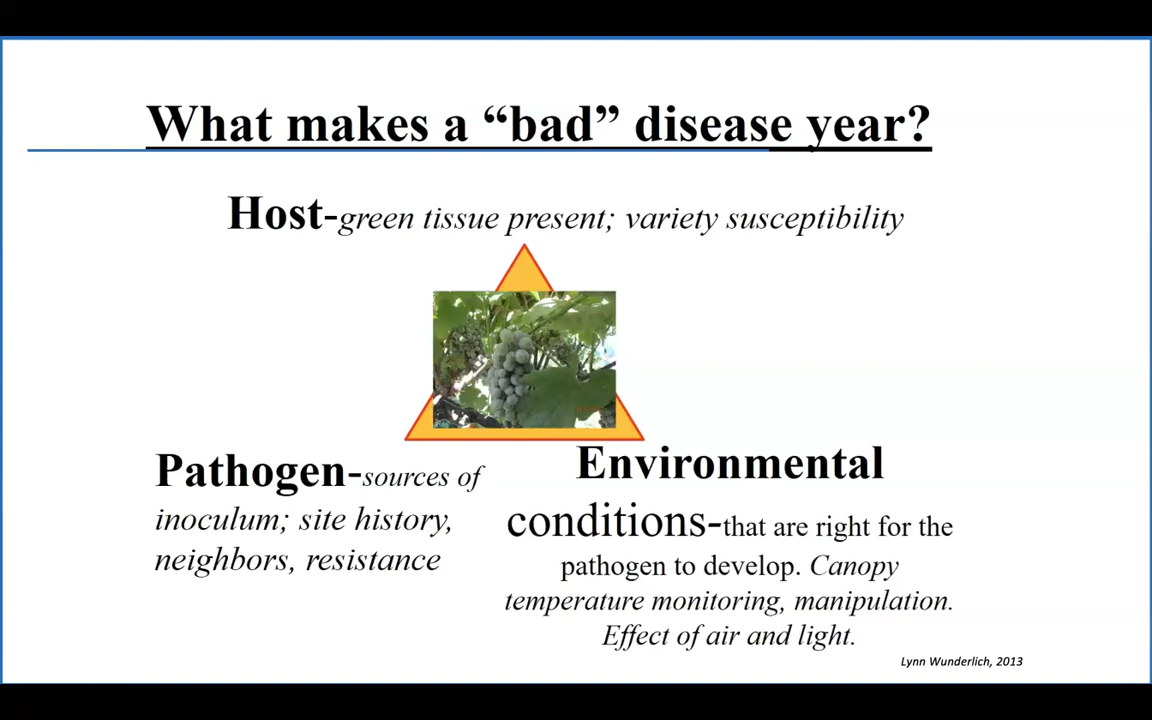 What makes a “bad” disease year?
Host-green tissue present; variety susceptibility
Pathogen-sources of
inoculum; site history,
neighbors, resistance
Environmental
conditions-that are right for the
pathogen to develop. Canopy
temperature monitoring, manipulation.
Effect of air and light.
Lynn Wunderlich, 2013